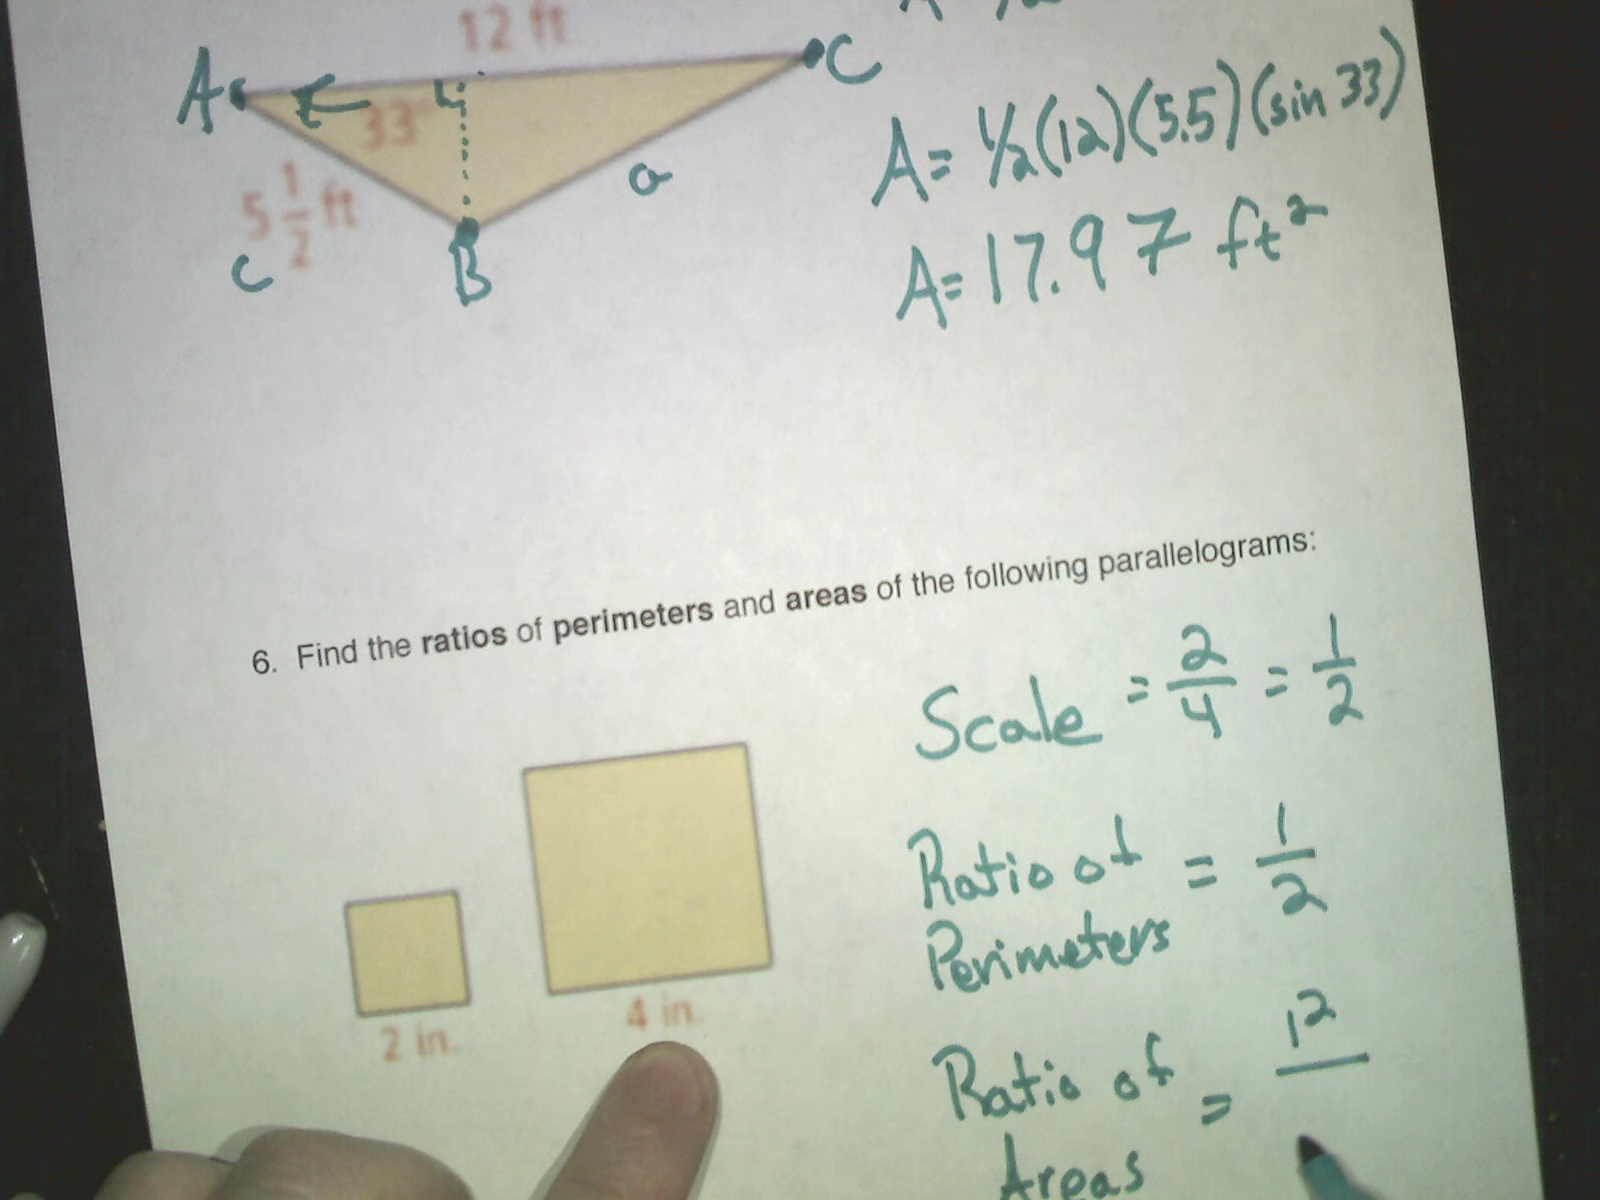 12 ft
A
C
33°
5 1/2 ft
a
c
B
A = 1/2(12)(5.5)(sin 33)
A = 17.97 ft²
6. Find the ratios of perimeters and areas of the following parallelograms:
Scale = 2/4 = 1/2
2 in.
4 in.
Ratio of = 1/2
Perimeters
Ratio of = 1²
Areas